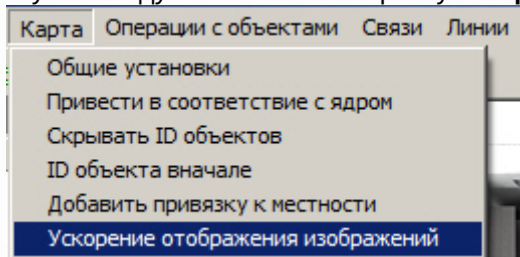 Карта Операции с объектами Связи Линии
Общие установки
Привести в соответствие с ядром
Скрывать ID объектов
ID объекта вначале
Добавить привязку к местности
Ускорение отображения изображений